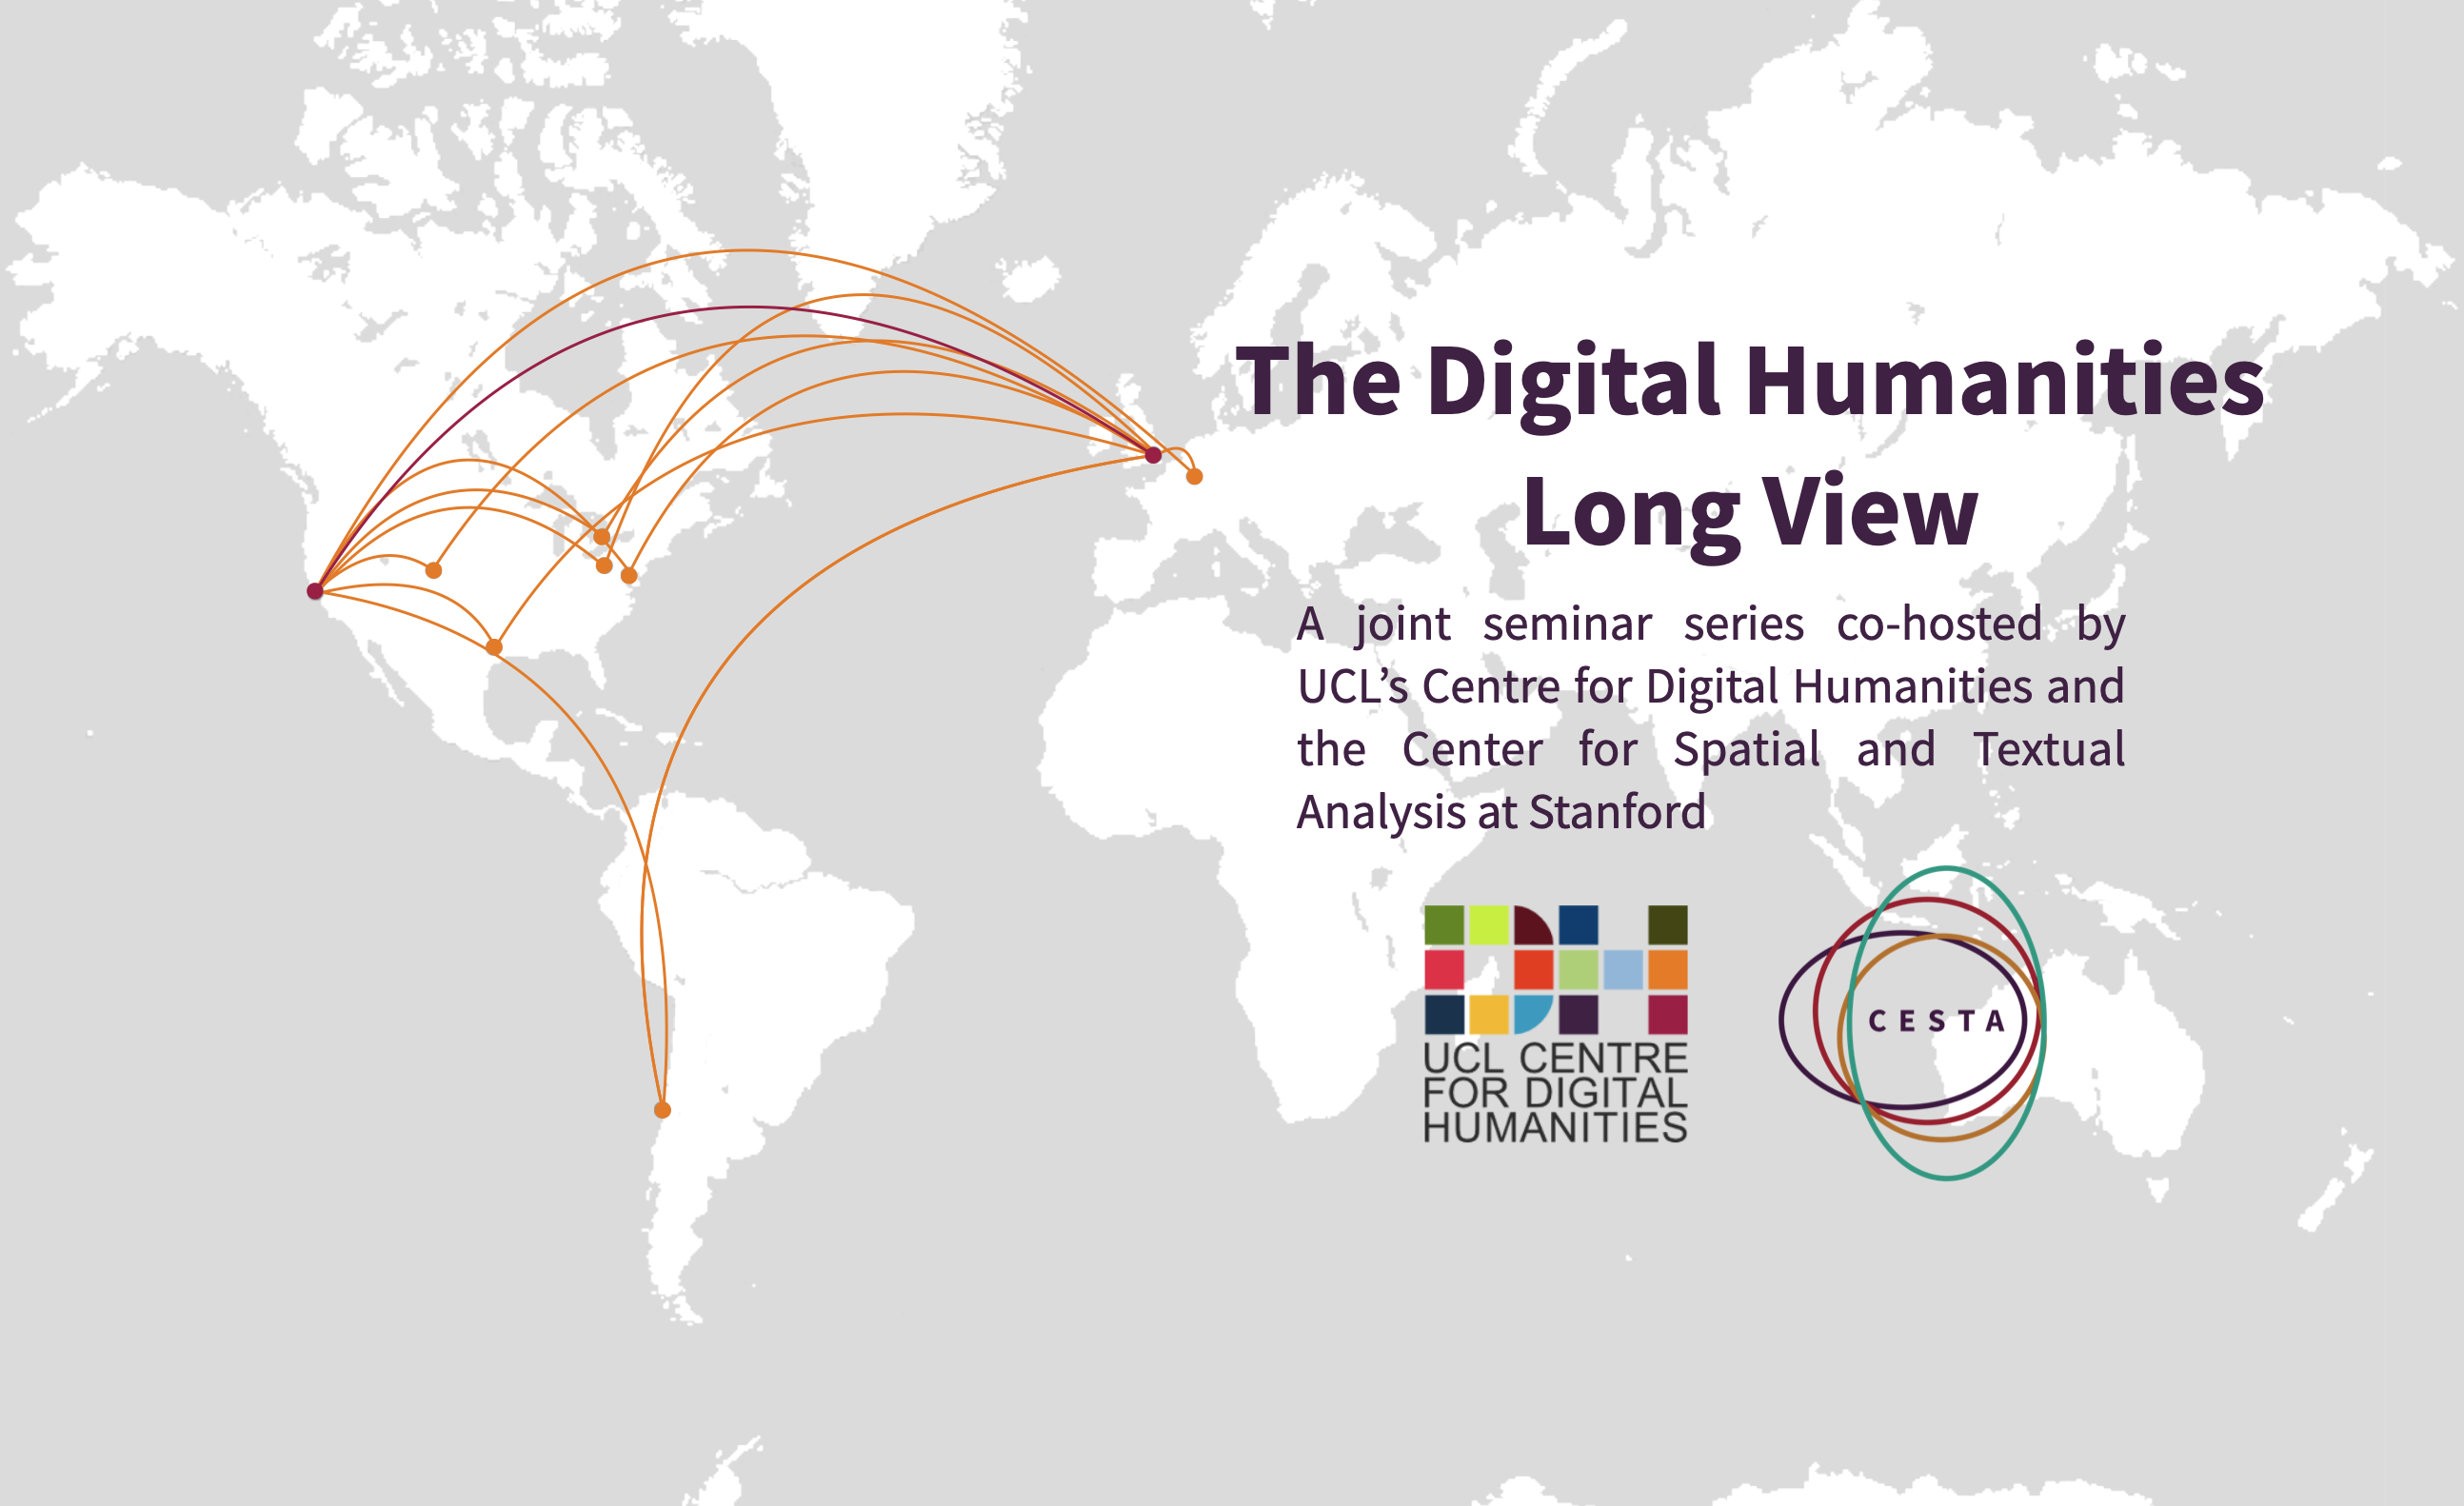 The Digital Humanities
Long View
A joint seminar series co-hosted by
UCL’s Centre for Digital Humanities and
the Center for Spatial and Textual
Analysis at Stanford
UCL CENTRE
FOR DIGITAL
HUMANITIES
CESTA